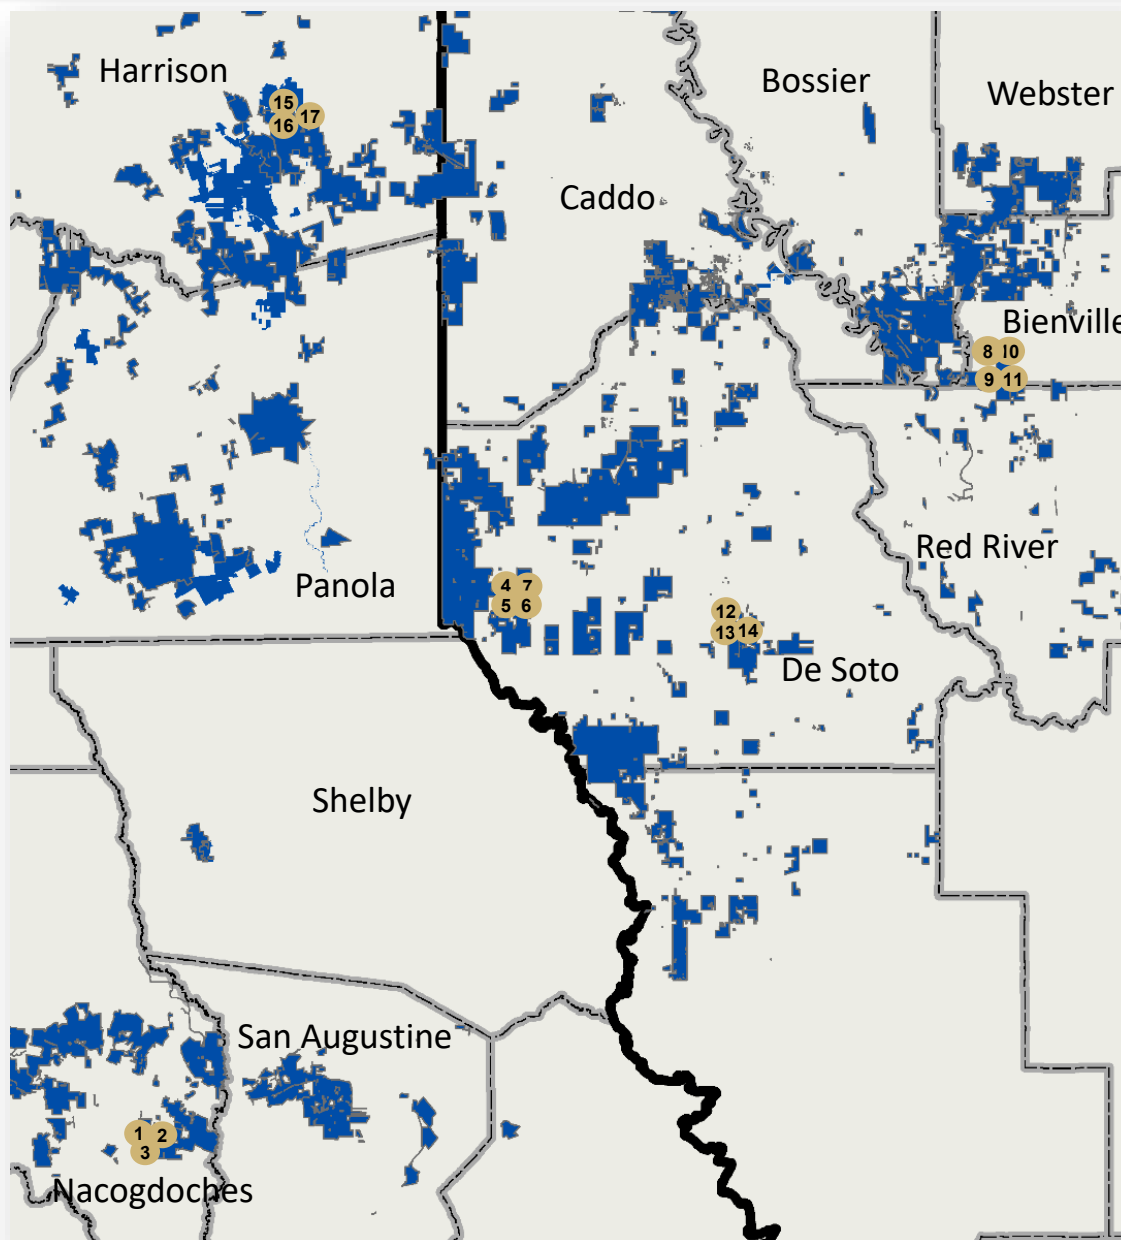 Harrison
Bossier
Webster
15
17
16
Caddo
Bienville
8 10
9 11
Red River
Panola
4 7
5 6
12
13 14
De Soto
Shelby
San Augustine
1 2
3
Nacogdoches